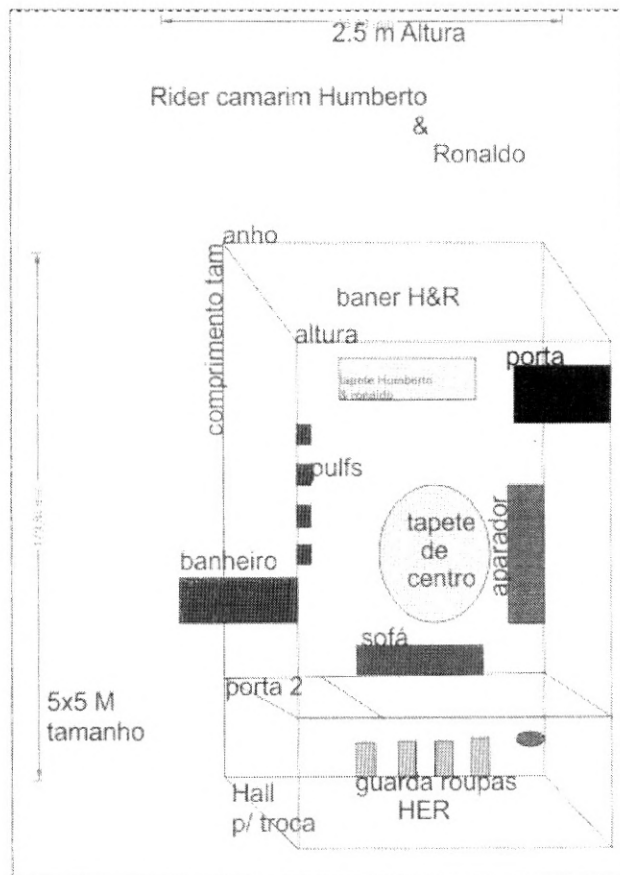 2.5 m Altura
Rider camarim Humberto
&
Ronaldo
anho
comprimento tam
baner H&R
altura
porta
tapete Humberto
& ronaldo
pulfs
tapete
de
centro
aparador
banheiro
sofá
porta 2
5x5 M
tamanho
guarda roupas
HER
Hall
p/ troca